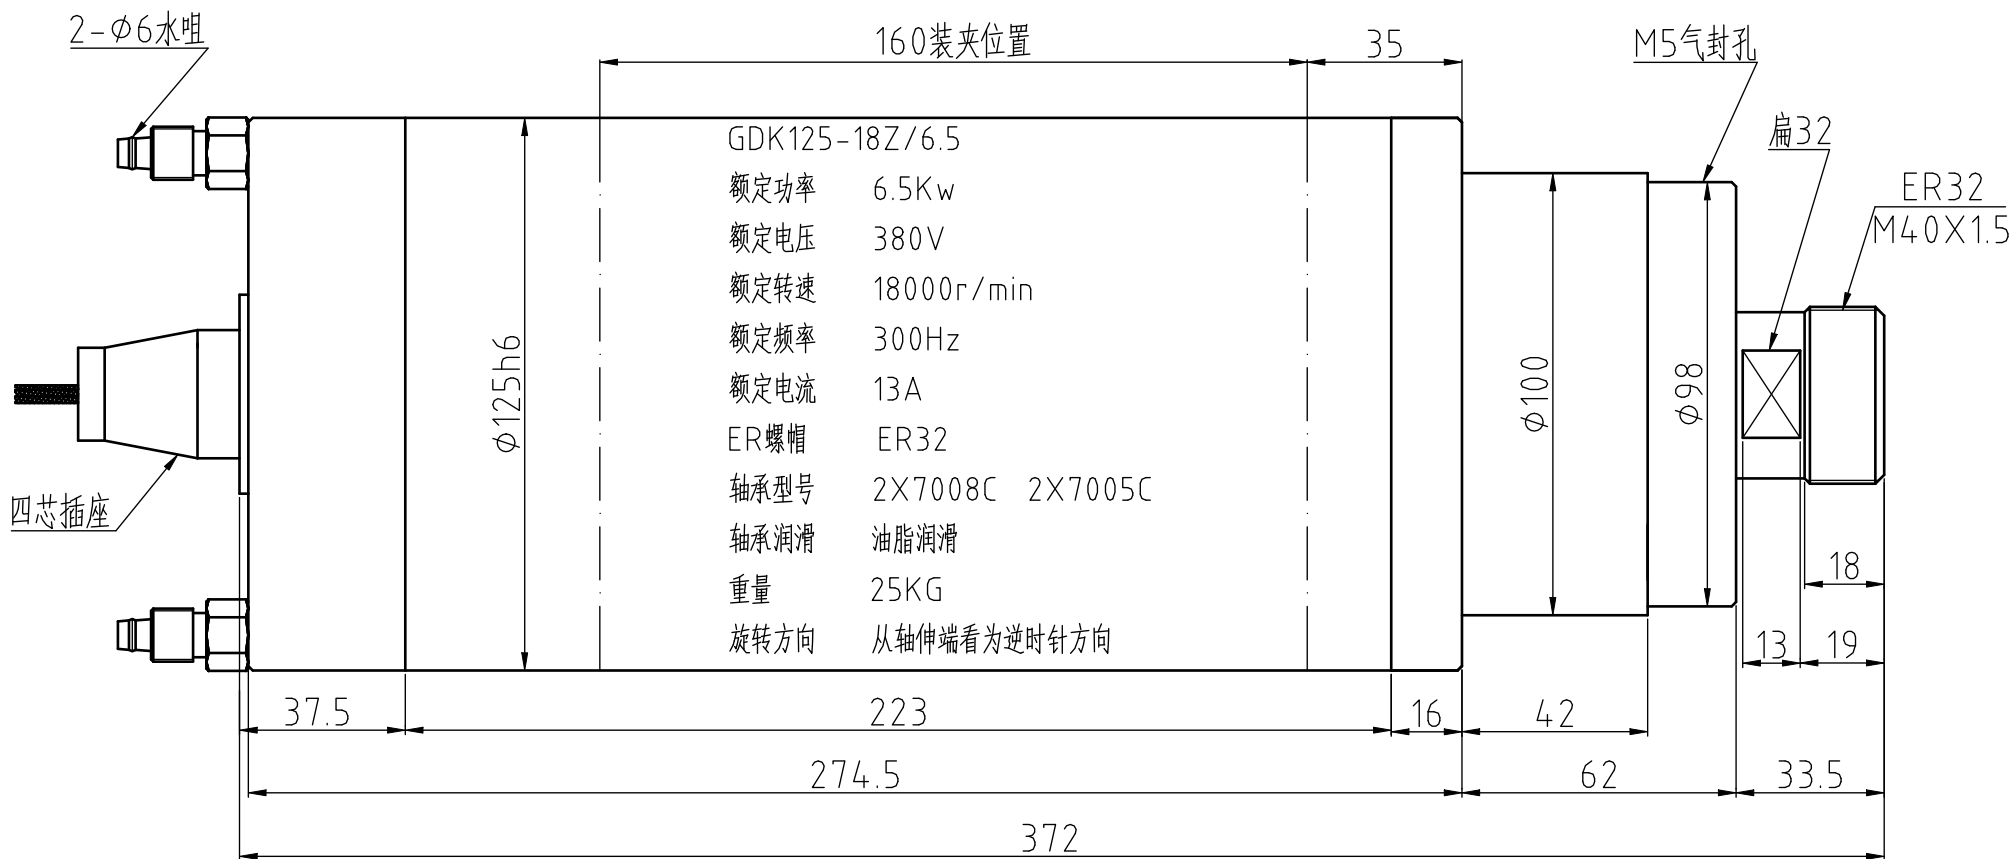 2-Φ6水咀
160装夹位置
35
M5气封孔
扁32
ER32
M40X1.5
GDK125-18Z/6.5
额定功率 6.5Kw
额定电压 380V
额定转速 18000r/min
额定频率 300Hz
额定电流 13A
ER螺帽 ER32
轴承型号 2X7008C 2X7005C
轴承润滑 油脂润滑
重量 25KG
旋转方向 从轴伸端看为逆时针方向
Φ125h6
Φ100
Φ98
四芯插座
18
13
19
37.5
223
16
42
274.5
62
33.5
372